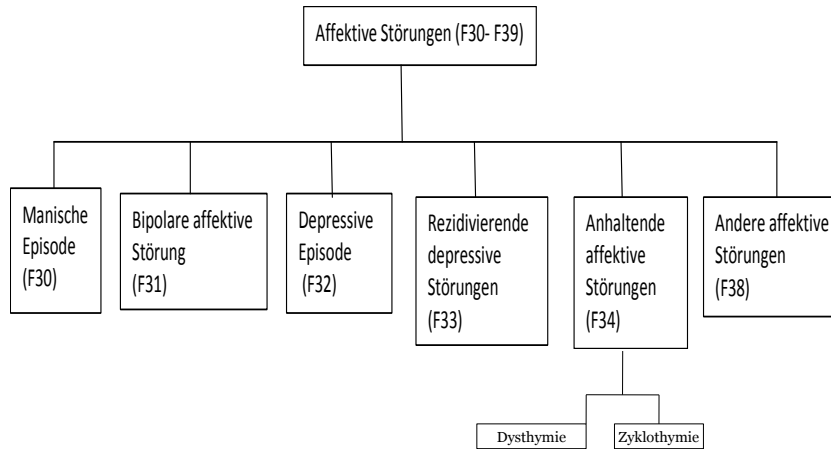 Affektive Störungen (F30- F39)
Manische
Episode
(F30)
Bipolare affektive
Störung
(F31)
Depressive
Episode
(F32)
Rezidivierende
depressive
Störungen
(F33)
Anhaltende
affektive
Störungen
(F34)
Andere affektive
Störungen
(F38)
Dysthymie
Zyklothymie